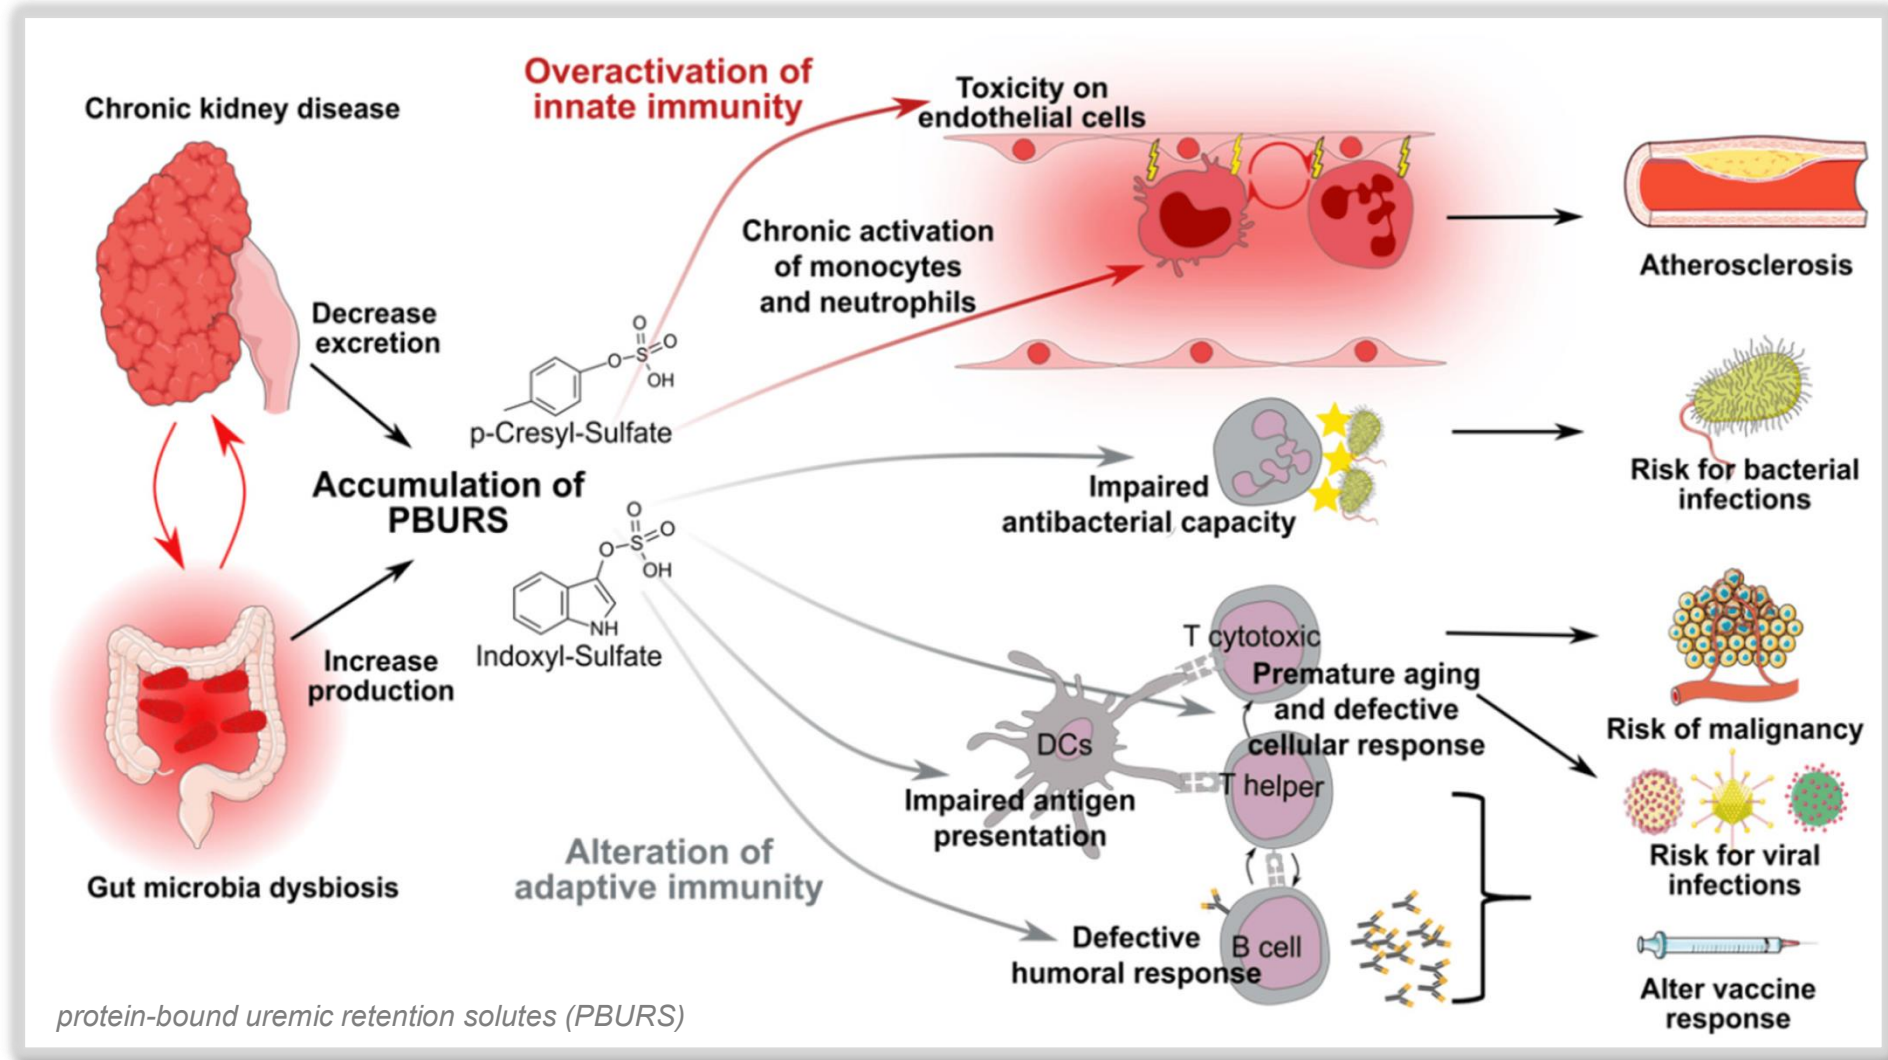 Chronic kidney disease
Overactivation of
innate immunity
Toxicity on
endothelial cells
Chronic activation
of monocytes
and neutrophils
Atherosclerosis
Decrease
excretion
O
O
S
O
OH
p-Cresyl-Sulfate
Accumulation of
PBURS
Impaired
antibacterial capacity
Risk for bacterial
infections
O
O
S
O
OH
NH
Indoxyl-Sulfate
Increase
production
T cytotoxic
Premature aging
and defective
cellular response
DCs
T helper
Impaired antigen
presentation
Risk of malignancy
Risk for viral
infections
Gut microbia dysbiosis
Alteration of
adaptive immunity
Defective
humoral response
B cell
Alter vaccine
response
protein-bound uremic retention solutes (PBURS)